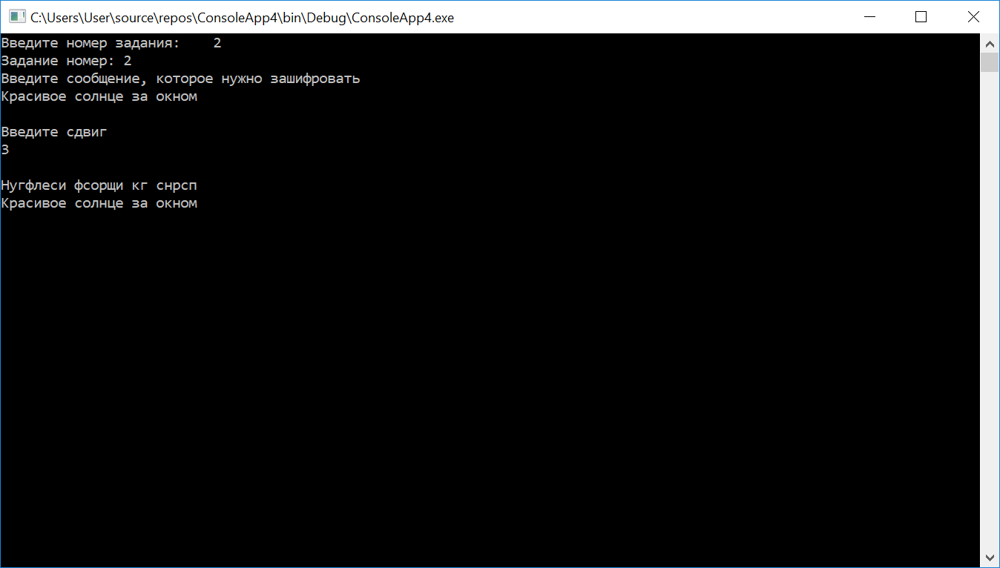 C:\Users\User\source\repos\ConsoleApp4\bin\Debug\ConsoleApp4.exe
Введите номер задания:    2
Задание номер: 2
Введите сообщение, которое нужно зашифровать
Красивое солнце за окном
Введите сдвиг
3
Нугфлеси фсорщи кг снрсп
Красивое солнце за окном